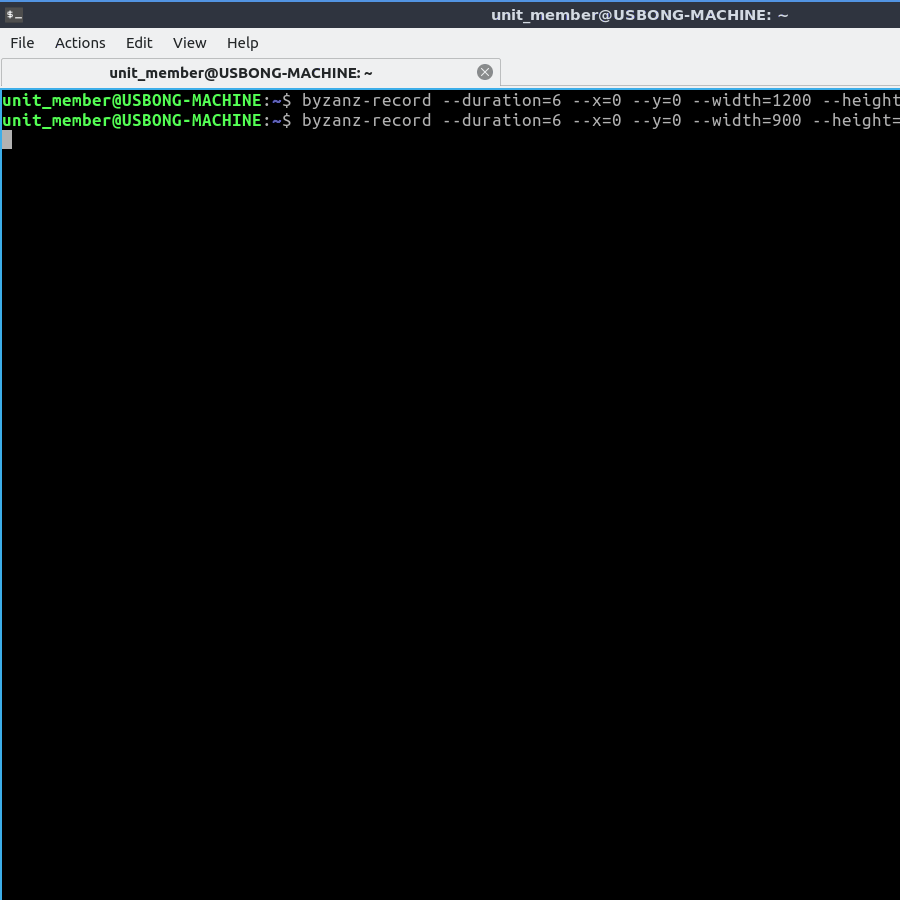 unit_member@USBONG-MACHINE: ~
File Actions Edit View Help
unit_member@USBONG-MACHINE: ~
unit_member@USBONG-MACHINE:~$ byzanz-record --duration=6 --x=0 --y=0 --width=1200 --height
unit_member@USBONG-MACHINE:~$ byzanz-record --duration=6 --x=0 --y=0 --width=900 --height=